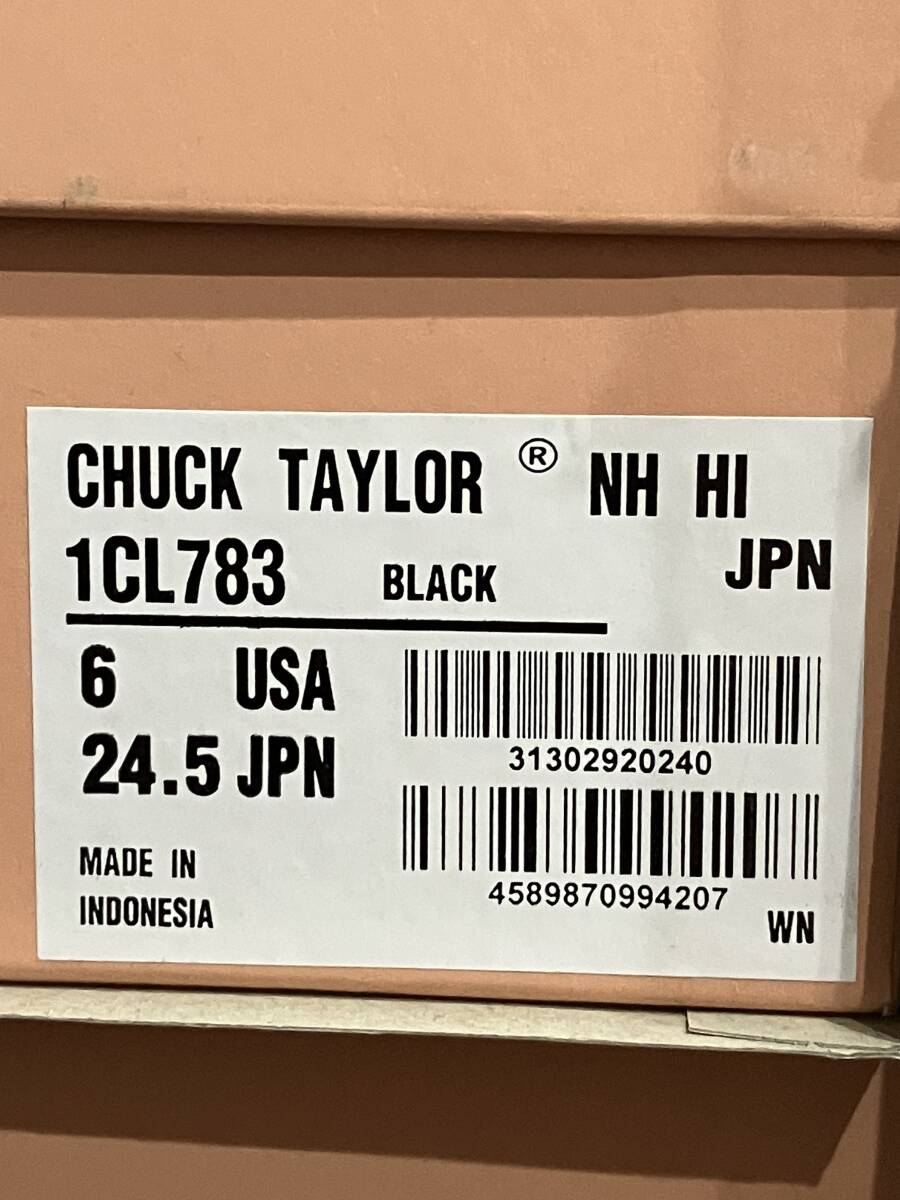 CHUCK TAYLOR ® NH HI
1CL783 BLACK JPN
6 USA
24.5 JPN
31302920240
4589870994207
MADE IN
INDONESIA
WN